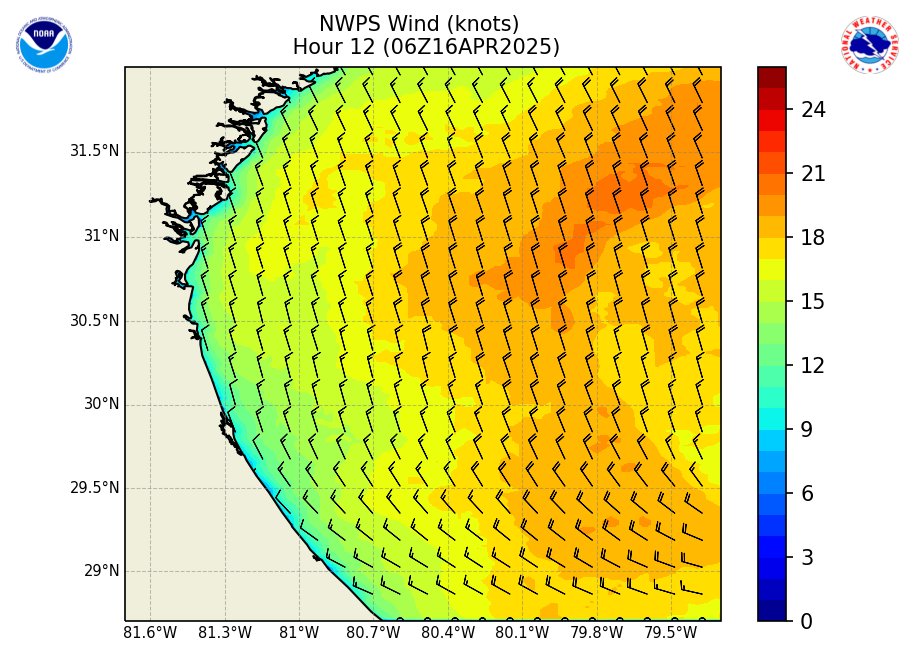 NWPS Wind (knots)
Hour 12 (06Z16APR2025)
NOAA
NATIONAL WEATHER SERVICE
31.5°N
31°N
30.5°N
30°N
29.5°N
29°N
81.6°W 81.3°W 81°W 80.7°W 80.4°W 80.1°W 79.8°W 79.5°W
24
21
18
15
12
9
6
3
0